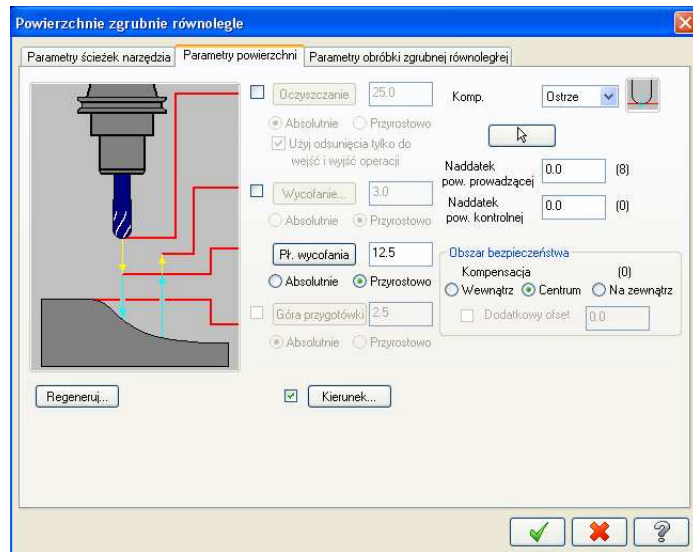 Powierzchnie zgrubnie równolegle
Parametry ścieżek narzędzia
Parametry powierzchni
Parametry obróbki zgrubnej równoległej
Oczyszczanie 25.0
Absolutnie Przyrostowo
Użyj odsunięcia tylko do
wejść i wyjść operacji
Wycofanie... 3.0
Absolutnie Przyrostowo
Pł. wycofania 12.5
Absolutnie Przyrostowo
Góra przygotówki 2.5
Absolutnie Przyrostowo
Komp. Ostrze
Naddatek
pow. prowadzącej 0.0 (8)
Naddatek
pow. kontrolnej 0.0 (0)
Obszar bezpieczeństwa
Kompensacja (0)
Wewnątrz Centrum Na zewnątrz
Dodatkowy ofset 0.0
Regeneruj... Kierunek...